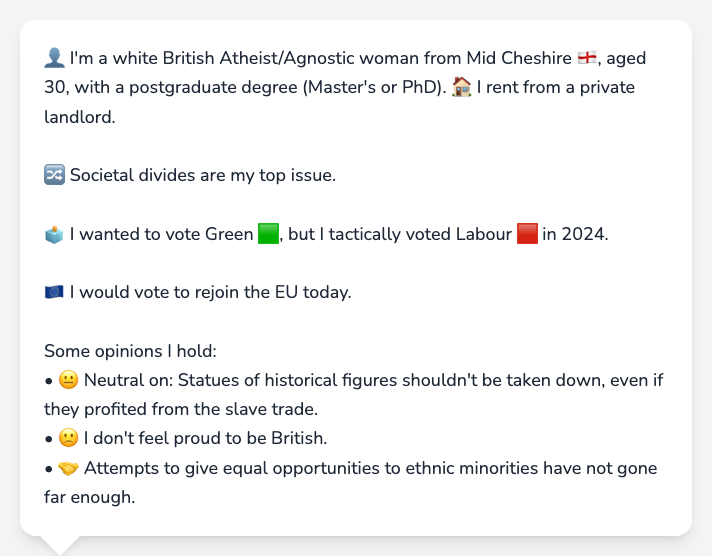 👤 I'm a white British Atheist/Agnostic woman from Mid Cheshire 🏴󠁧󠁢󠁥󠁮󠁧󠁿, aged
30, with a postgraduate degree (Master's or PhD). 🏠 I rent from a private
landlord.
🔀 Societal divides are my top issue.
🗳️ I wanted to vote Green 🟩, but I tactically voted Labour 🟥 in 2024.
🇪🇺 I would vote to rejoin the EU today.
Some opinions I hold:
• 😐 Neutral on: Statues of historical figures shouldn't be taken down, even if
they profited from the slave trade.
• 🙁 I don't feel proud to be British.
• 🤝 Attempts to give equal opportunities to ethnic minorities have not gone
far enough.